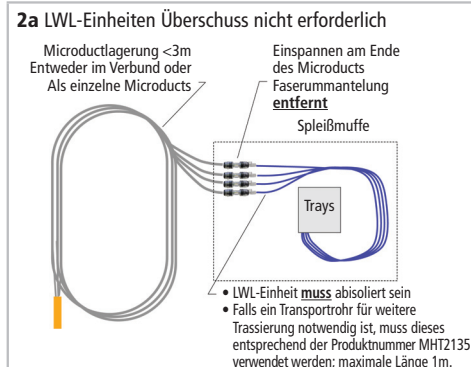 2a LWL-Einheiten Überschuss nicht erforderlich
Microductlagerung <3m
Entweder im Verbund oder
Als einzelne Microducts
Einspannen am Ende
des Microducts
Faserummantelung
entfernt
Spleißmuffe
Trays
• LWL-Einheit muss abisoliert sein
• Falls ein Transportrohr für weitere
Trassierung notwendig ist, muss dieses
entsprechend der Produktnummer MHT2135
verwendet werden; maximale Länge 1m.